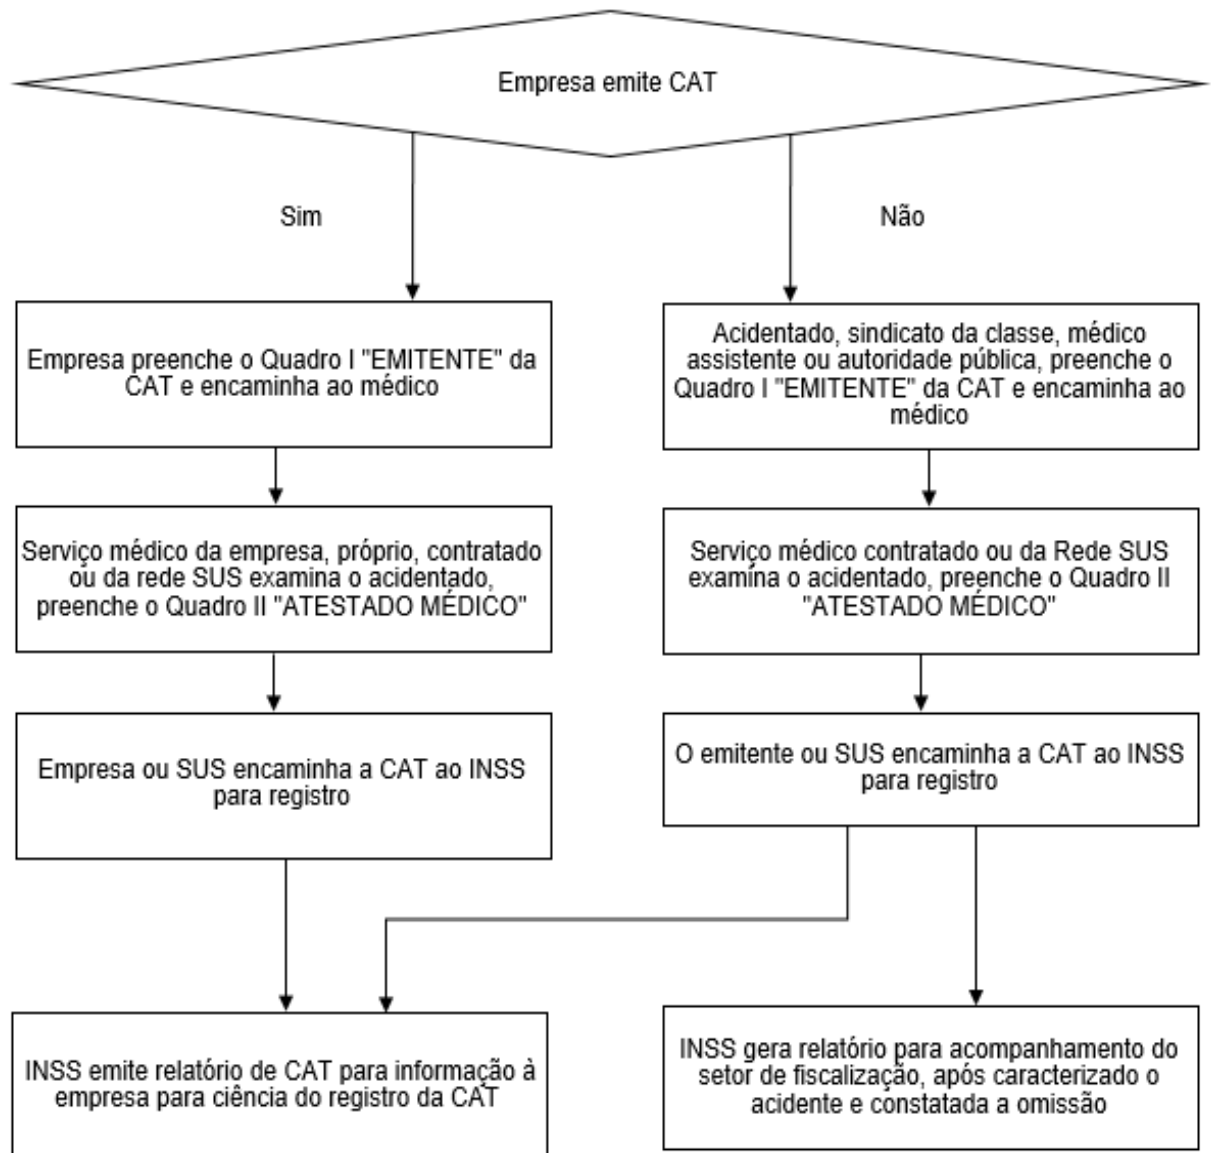 Empresa emite CAT
Sim
Não
Empresa preenche o Quadro I "EMITENTE" da
CAT e encaminha ao médico
Acidentado, sindicato da classe, médico
assistente ou autoridade pública, preenche o
Quadro I "EMITENTE" da CAT e encaminha ao
médico
Serviço médico da empresa, próprio, contratado
ou da rede SUS examina o acidentado,
preenche o Quadro II "ATESTADO MÉDICO"
Serviço médico contratado ou da Rede SUS
examina o acidentado, preenche o Quadro II
"ATESTADO MÉDICO"
Empresa ou SUS encaminha a CAT ao INSS
para registro
O emitente ou SUS encaminha a CAT ao INSS
para registro
INSS emite relatório de CAT para informação à
empresa para ciência do registro da CAT
INSS gera relatório para acompanhamento do
setor de fiscalização, após caracterizado o
acidente e constatada a omissão